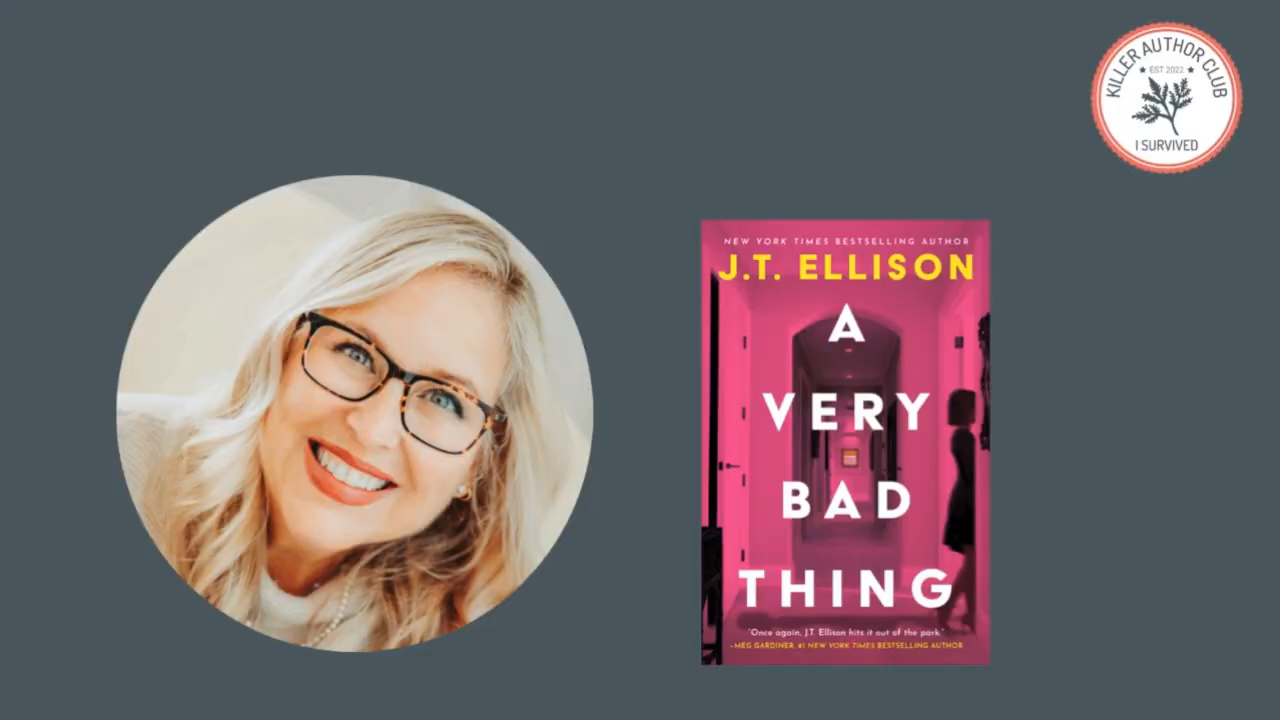 KILLER AUTHOR CLUB
EST 2022
I SURVIVED
NEW YORK TIMES BESTSELLING AUTHOR
J.T. ELLISON
A
VERY
BAD
THING
"Once again, J.T. Ellison hits it out of the park."
—MEG GARDINER, #1 NEW YORK TIMES BESTSELLING AUTHOR